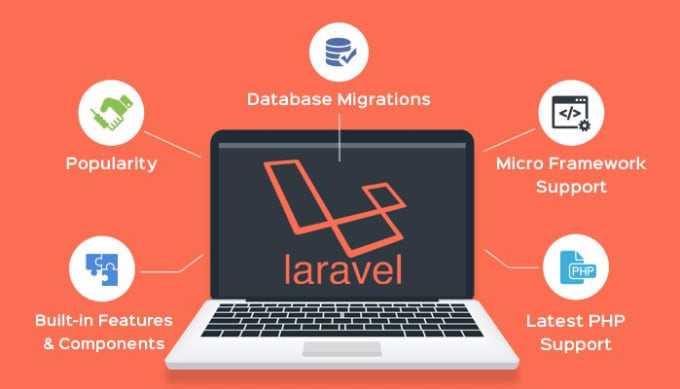 Database Migrations
Popularity
</>
Micro Framework
Support
laravel
Built-in Features
& Components
PHP
Latest PHP
Support